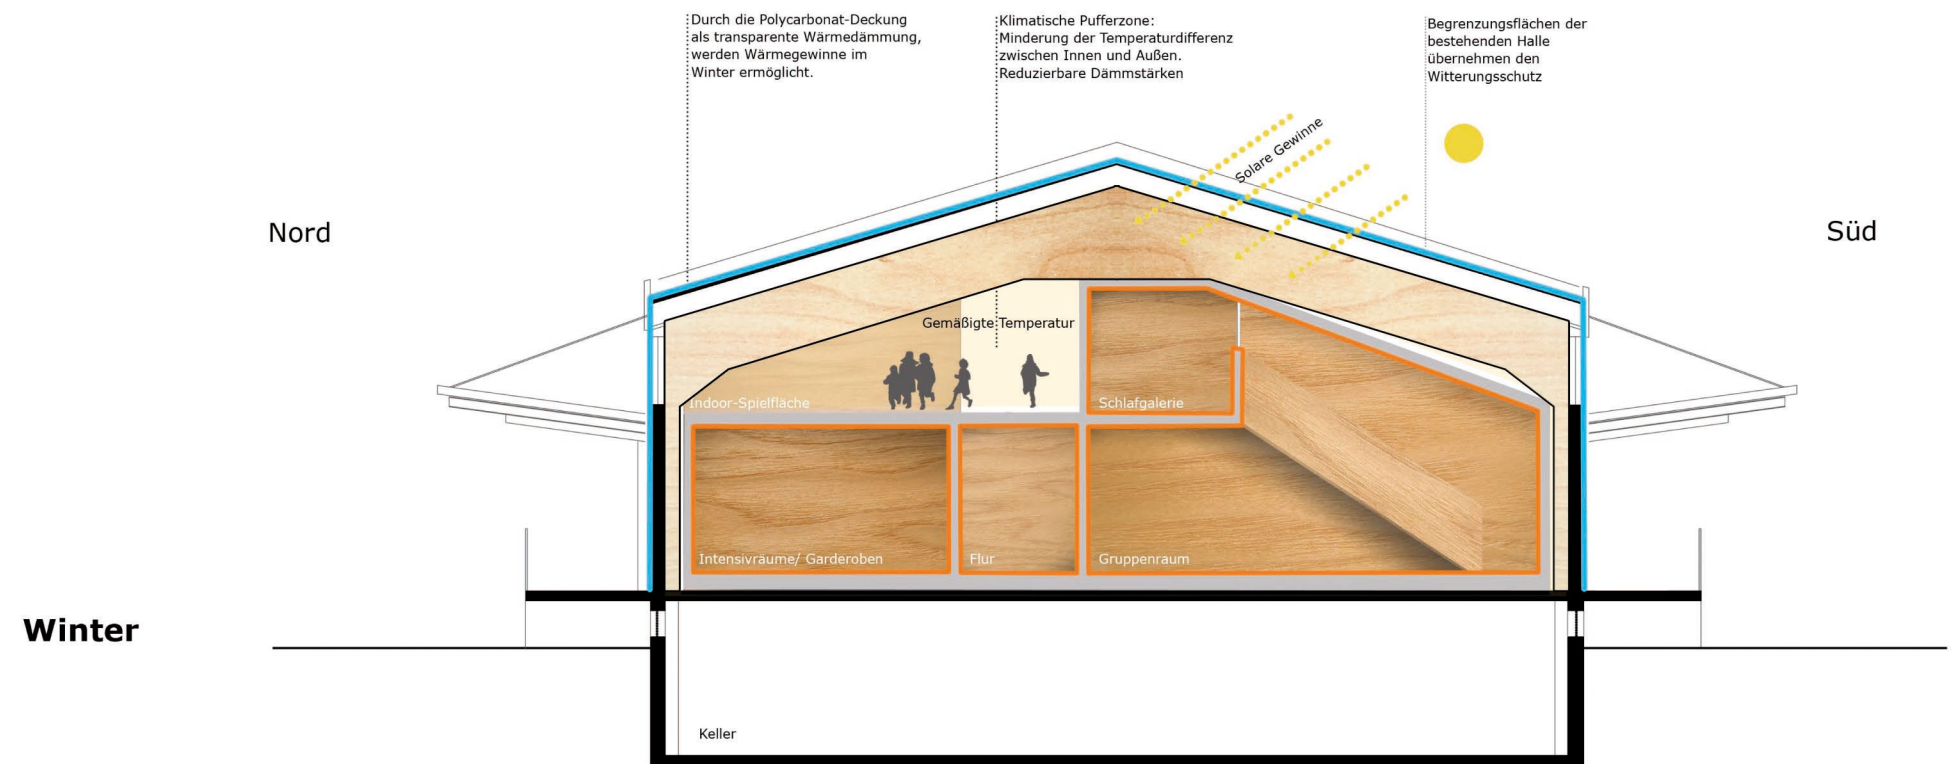 Durch die Polycarbonat-Deckung
als transparente Wärmedämmung,
werden Wärmegewinne im
Winter ermöglicht.
Klimatische Pufferzone:
Minderung der Temperaturdifferenz
zwischen Innen und Außen.
Reduzierbare Dämmstärken
Begrenzungsflächen der
bestehenden Halle
übernehmen den
Witterungsschutz
Solare Gewinne
Nord
Süd
Gemäßigte Temperatur
Indoor-Spielfläche
Schlafgalerie
Intensivräume/ Garderoben
Flur
Gruppenraum
Winter
Keller